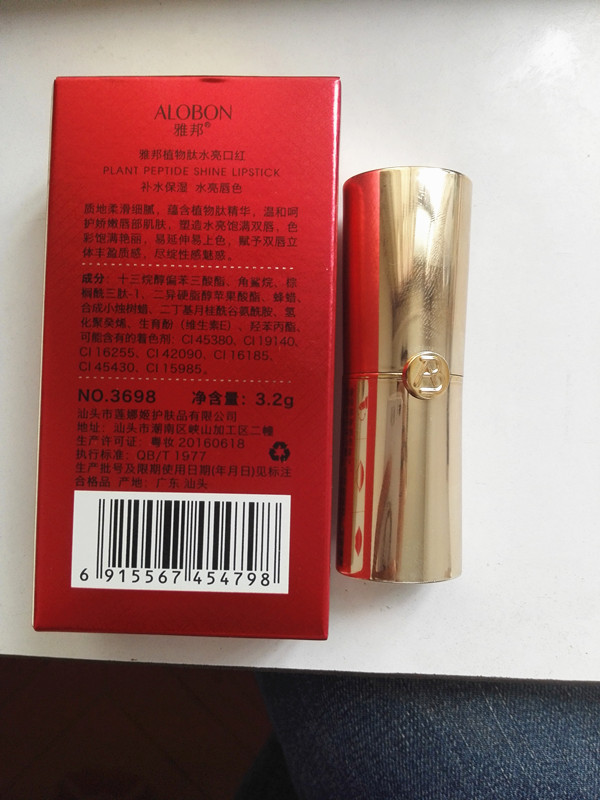 ALOBON
雅邦®
雅邦植物肽水亮口红
PLANT PEPTIDE SHINE LIPSTICK
补水保湿 水亮唇色
质地柔滑细腻，蕴含植物肽精华，温和呵
护娇嫩唇部肌肤，塑造水亮饱满双唇，色
彩饱满艳丽，易延伸易上色，赋予双唇立
体丰盈质感，尽绽性感魅惑。
成分：十三烷醇偏苯三酸酯、角鲨烷、棕
榈酰三肽-1、二异硬脂醇苹果酸酯、蜂蜡、
合成小烛树蜡、二丁基月桂酰谷氨酰胺、氢
化聚癸烯、生育酚（维生素E）、羟苯丙酯、
可能含有的着色剂：CI 45380、CI 19140、
CI 16255、CI 42090、CI 16185、
CI 45430、CI 15985。
NO.3698 净含量：3.2g
汕头市莲娜姬护肤品有限公司
地址：汕头市潮南区峡山加工区二幢
生产许可证：粤妆 20160618
执行标准：QB/T 1977
生产批号及限期使用日期(年月日)见标注
合格品 产地：广东·汕头
6 915567 454798